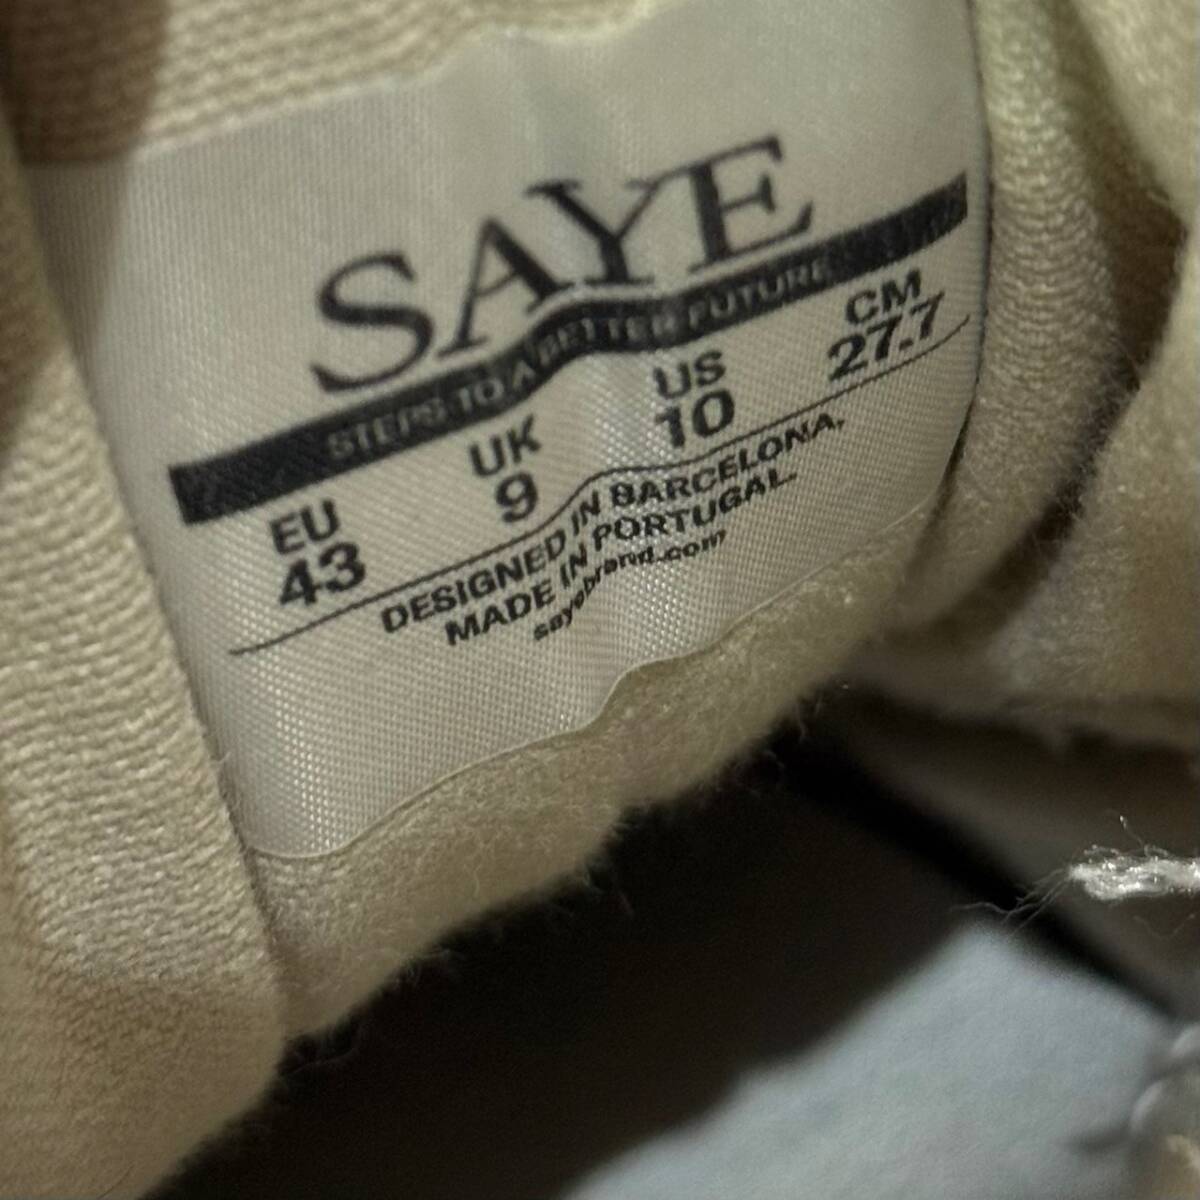 SAYE
STEPS TO A BETTER FUTURE
EU UK US CM
43 9 10 27.7
DESIGNED IN BARCELONA,
MADE IN PORTUGAL.
sayebrand.com